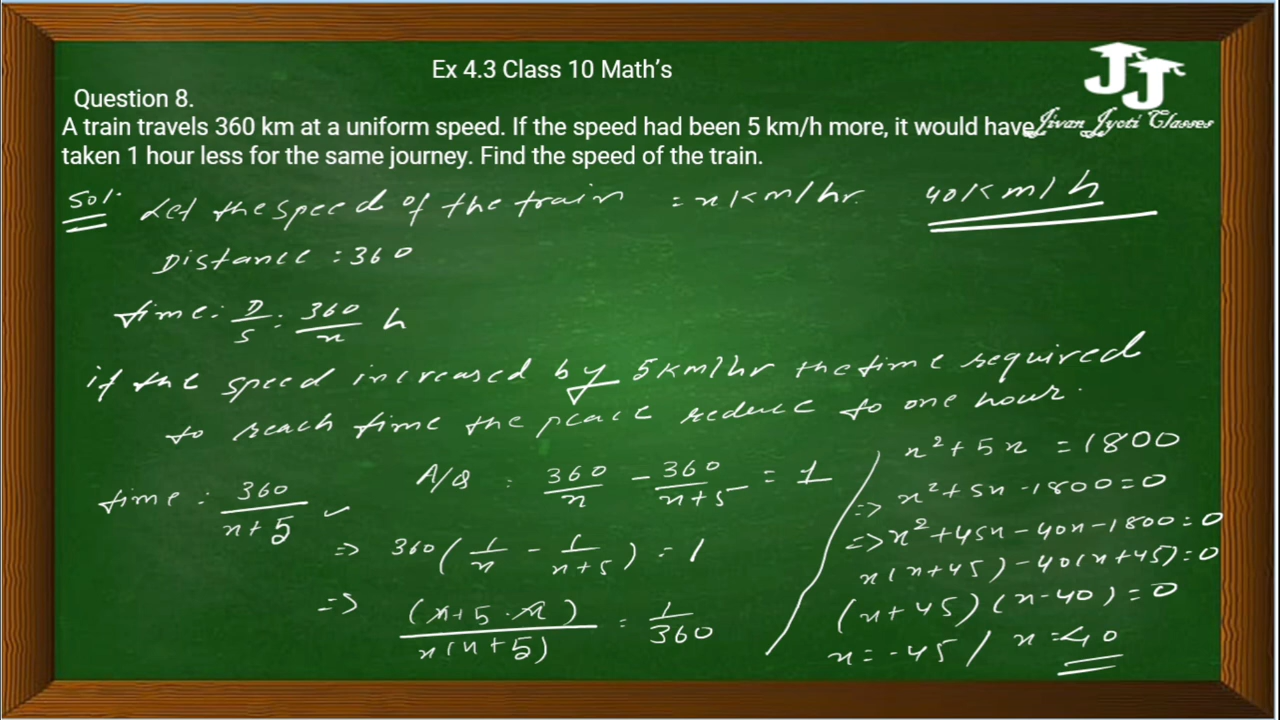 Ex 4.3 Class 10 Math’s
JJ
Jivan Jyoti Classes
Question 8.
A train travels 360 km at a uniform speed. If the speed had been 5 km/h more, it would have
taken 1 hour less for the same journey. Find the speed of the train.
Sol. Let the speed of the train = x km/hr. 40 km/h
Distance : 360
time : D/S : 360/x h
if the speed increased by 5 km/hr the time required
to reach time the place reduce to one hour.
time : 360/(x+5) ✓
A/Q : 360/x - 360/(x+5) = 1
=> 360(1/x - 1/(x+5)) = 1
=> (x+5-x)/(x(x+5)) = 1/360
x² + 5x = 1800
=> x² + 5x - 1800 = 0
=> x² + 45x - 40x - 1800 = 0
x(x+45) - 40(x+45) = 0
(x+45)(x-40) = 0
x = -45 / x = 40